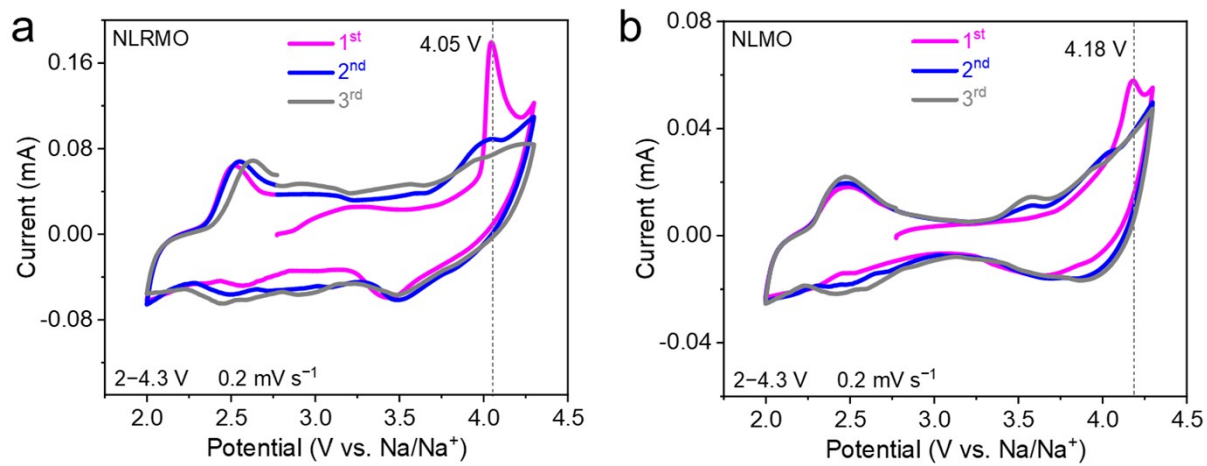 a
NLRMO
1st
2nd
3rd
4.05 V
0.16
0.08
0.00
-0.08
Current (mA)
2−4.3 V 0.2 mV s⁻¹
2.0 2.5 3.0 3.5 4.0 4.5
Potential (V vs. Na/Na⁺)
b
NLMO
1st
2nd
3rd
4.18 V
0.08
0.04
0.00
-0.04
Current (mA)
2−4.3 V 0.2 mV s⁻¹
2.0 2.5 3.0 3.5 4.0 4.5
Potential (V vs. Na/Na⁺)